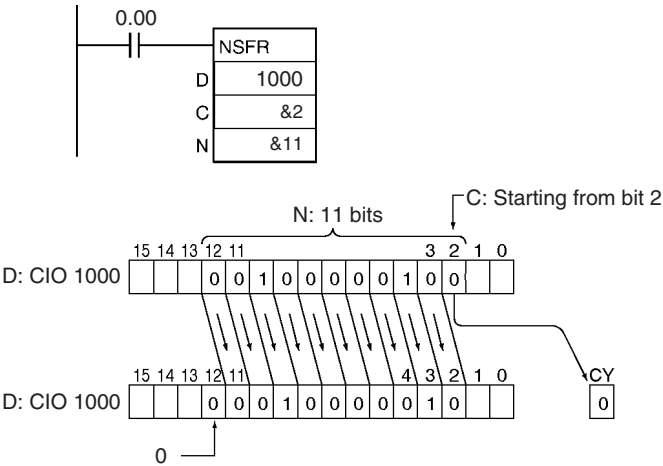 0.00
NSFR
D 1000
C &2
N &11
C: Starting from bit 2
N: 11 bits
15 14 13 12 11 3 2 1 0
D: CIO 1000 0 0 1 0 0 0 0 0 1 0 0
15 14 13 12 11 4 3 2 1 0 CY
D: CIO 1000 0 0 0 1 0 0 0 0 0 1 0 0
0